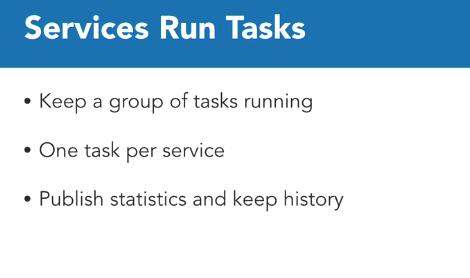 Services Run Tasks
• Keep a group of tasks running
• One task per service
• Publish statistics and keep history